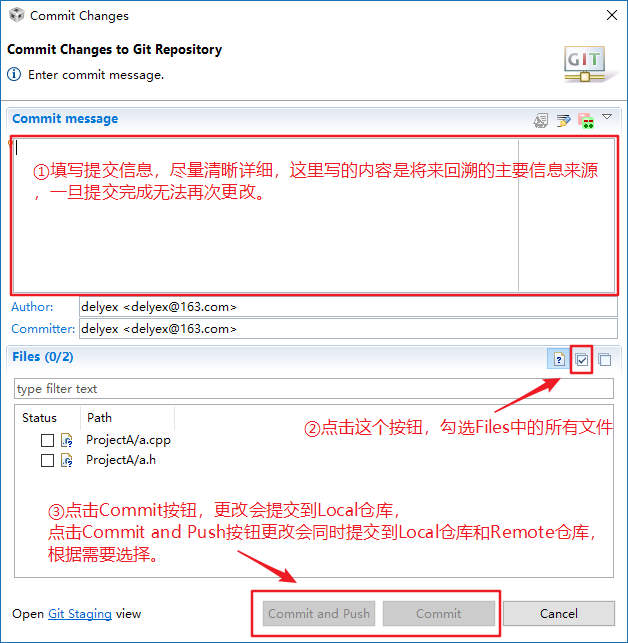 Commit Changes
Commit Changes to Git Repository
Enter commit message.
GIT
Commit message
①填写提交信息，尽量清晰详细，这里写的内容是将来回溯的主要信息来源
，一旦提交完成无法再次更改。
Author: delyex <delyex@163.com>
Committer: delyex <delyex@163.com>
Files (0/2)
type filter text
Status Path
ProjectA/a.cpp
ProjectA/a.h
②点击这个按钮，勾选Files中的所有文件
③点击Commit按钮，更改会提交到Local仓库，
点击Commit and Push按钮更改会同时提交到Local仓库和Remote仓库，
根据需要选择。
Open Git Staging view
Commit and Push Commit Cancel